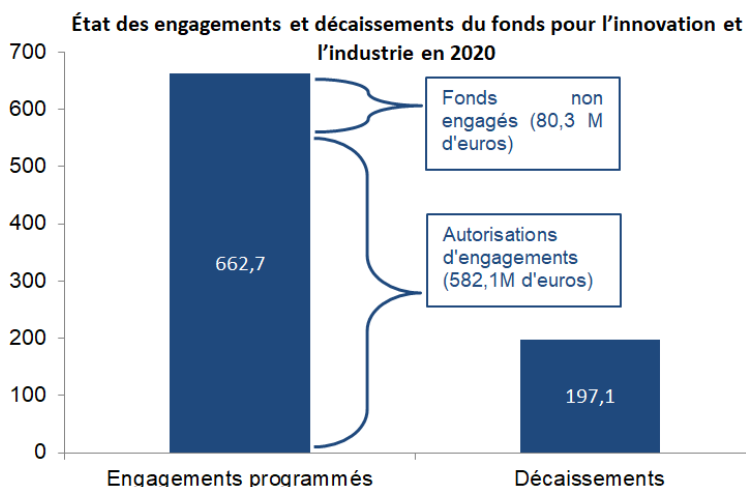 État des engagements et décaissements du fonds pour l'innovation et
l'industrie en 2020
700
600
500
400
300
200
100
0
662,7
197,1
Fonds non
engagés (80,3 M
d'euros)
Autorisations
d'engagements
(582,1M d'euros)
Engagements programmés
Décaissements